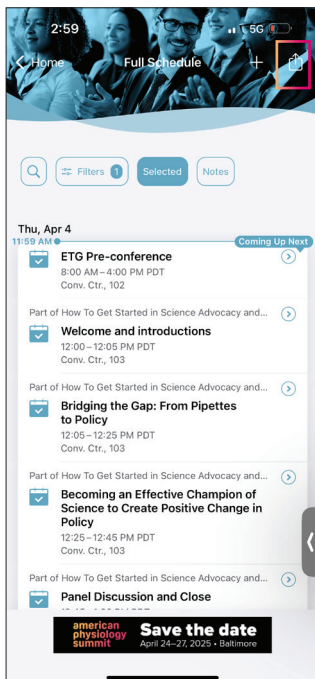 2:59
5G
Home
Full Schedule
Filters 1
Selected
Notes
Thu, Apr 4
11:59 AM
Coming Up Next
ETG Pre-conference
8:00 AM–4:00 PM PDT
Conv. Ctr., 102
Part of How To Get Started in Science Advocacy and...
Welcome and introductions
12:00–12:05 PM PDT
Conv. Ctr., 103
Part of How To Get Started in Science Advocacy and...
Bridging the Gap: From Pipettes
to Policy
12:05–12:25 PM PDT
Conv. Ctr., 103
Part of How To Get Started in Science Advocacy and...
Becoming an Effective Champion of
Science to Create Positive Change in
Policy
12:25–12:45 PM PDT
Conv. Ctr., 103
Part of How To Get Started in Science Advocacy and...
Panel Discussion and Close
american
physiology
summit
Save the date
April 24–27, 2025 • Baltimore